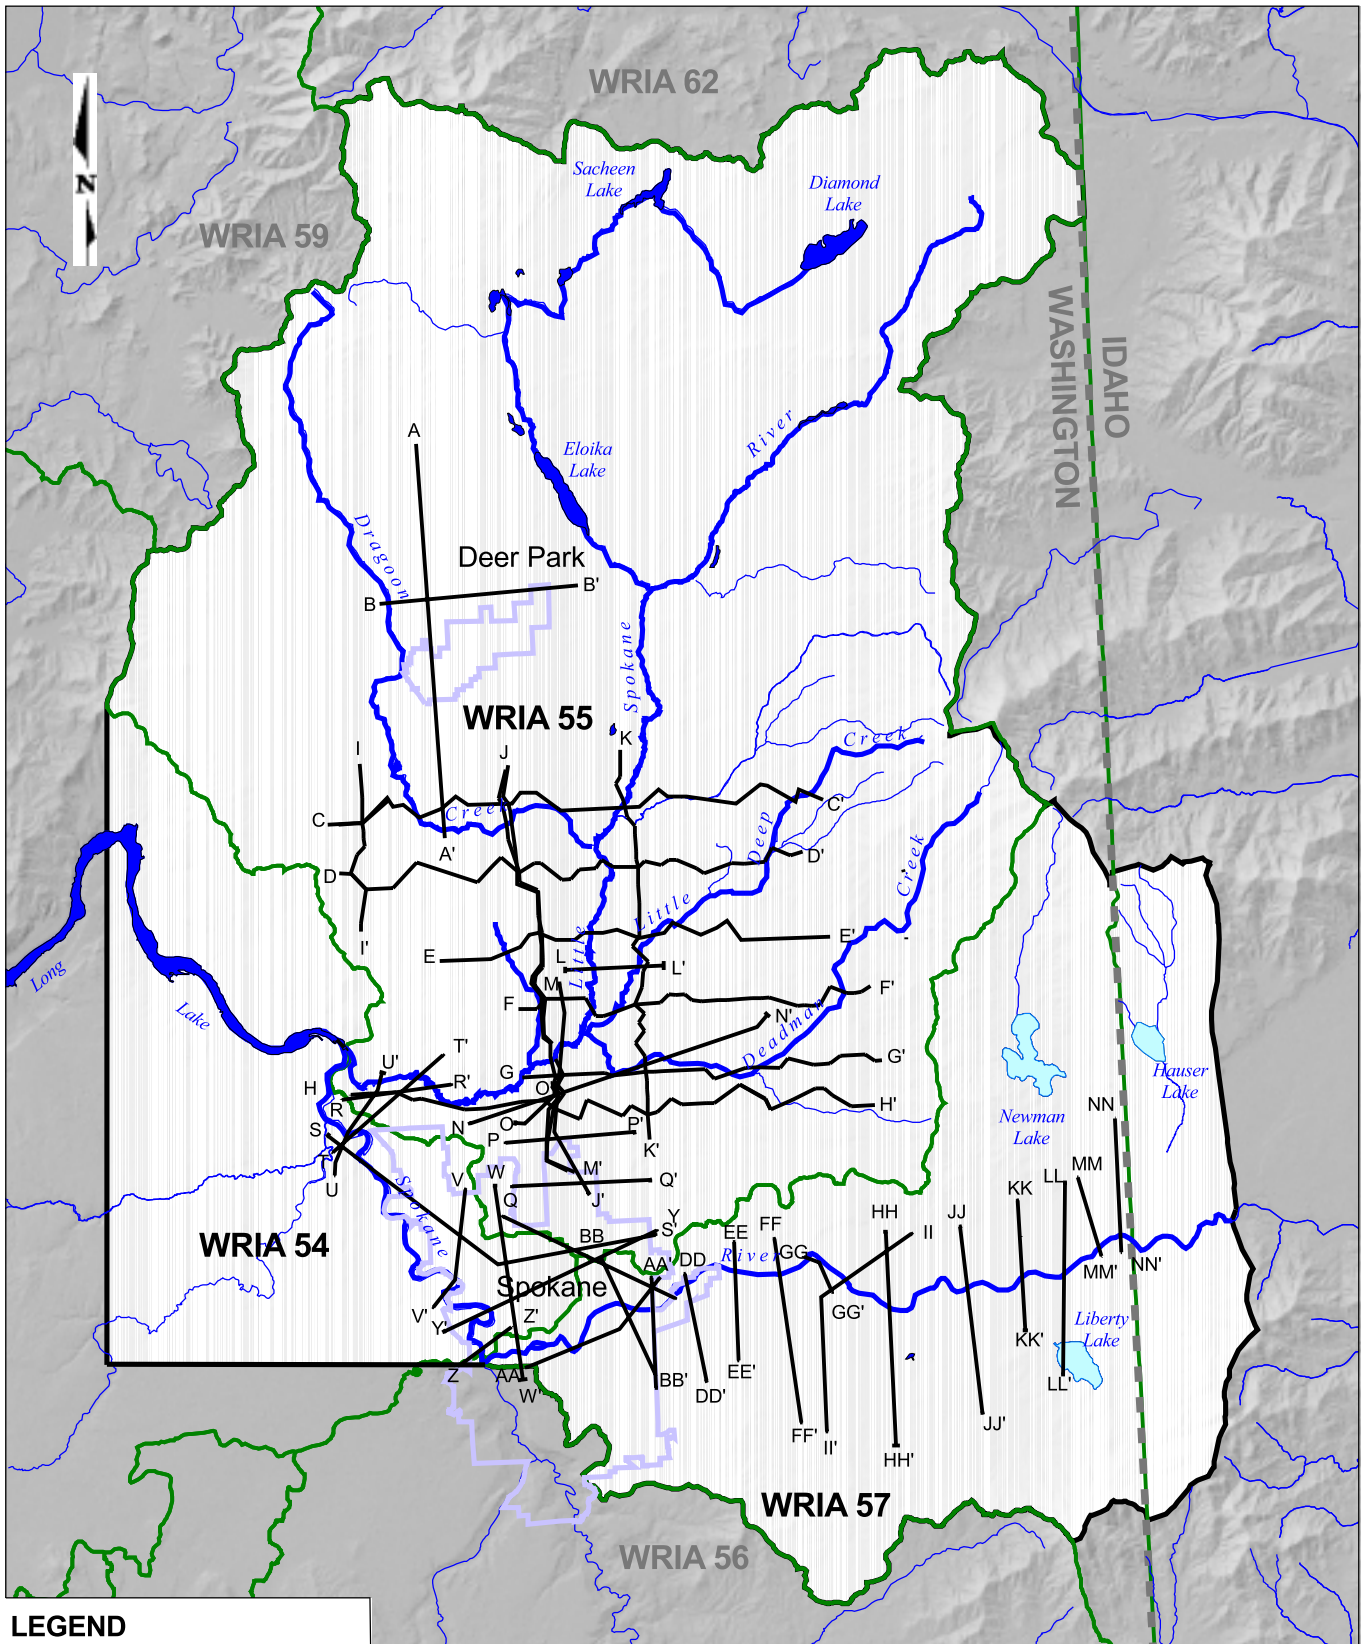 WRIA 62
Sacheen
Lake
Diamond
Lake
N
WRIA 59
WASHINGTON
IDAHO
River
A
Eloika
Lake
Dragoon
Deer Park
B
B'
Spokane
WRIA 55
I
J
K
Creek
C
Creek
C'
A'
Deep
D
D'
Creek
Little
I'
E
E'
Little
L
L'
Long
Lake
M
F
F'
N'
Deadman
T'
U'
G
G'
R'
H
O'
R
H'
Hauser
Lake
Newman
Lake
NN
S
N
O
P'
P
K'
T
U
V
W
M'
Q'
Q
J'
LL
MM
KK
Spokane
Y
S'
FF
HH
JJ
II
WRIA 54
BB
EE
River
GG
AA'
DD
MM'
NN'
Spokane
V'
Z'
GG'
Y'
Liberty
Lake
KK'
Z
AA
W'
BB'
DD'
EE'
LL'
FF'
II'
JJ'
HH'
WRIA 57
WRIA 56
LEGEND